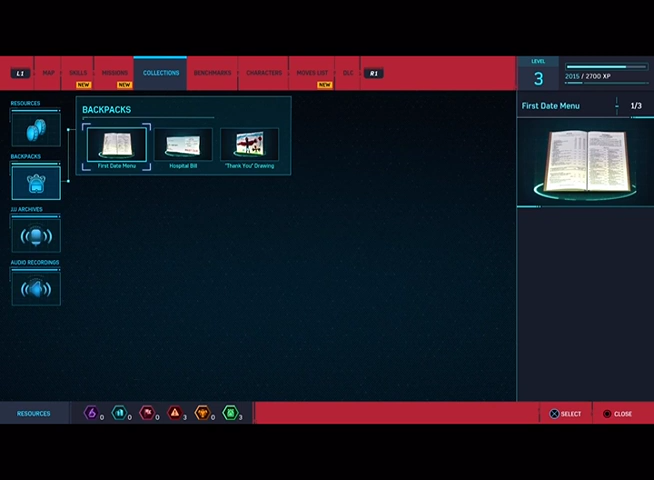 L1 MAP SKILLS MISSIONS COLLECTIONS BENCHMARKS CHARACTERS MOVES LIST DLC R1
NEW NEW NEW
LEVEL
3
2015 / 2700 XP
RESOURCES
BACKPACKS
JJ ARCHIVES
AUDIO RECORDINGS
BACKPACKS
First Date Menu
Hospital Bill
"Thank You" Drawing
First Date Menu 1/3
RESOURCES 0 0 0 3 0 3
SELECT CLOSE